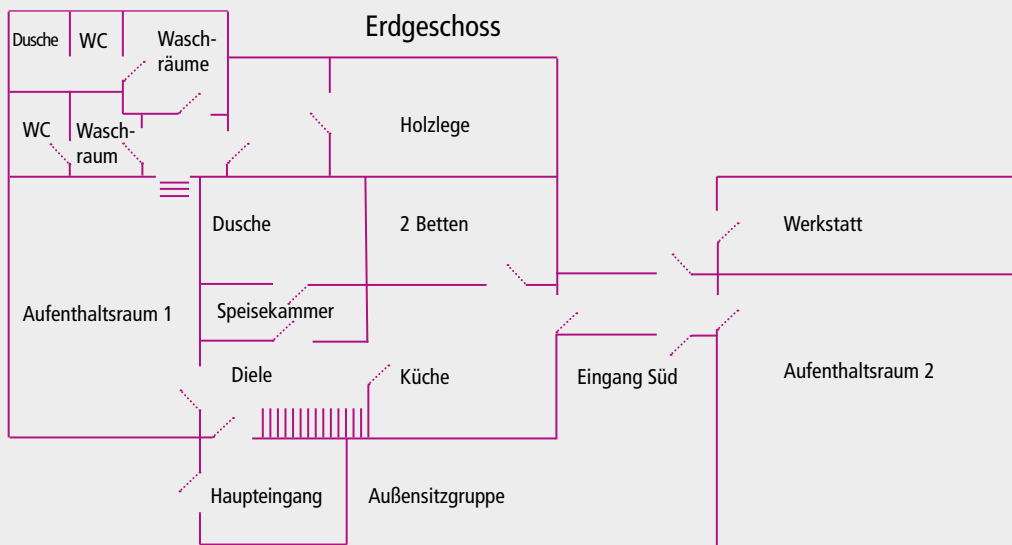 Erdgeschoss
Dusche
WC
Wasch-
räume
WC
Wasch-
raum
Holzlege
Dusche
2 Betten
Werkstatt
Aufenthaltsraum 1
Speisekammer
Diele
Küche
Eingang Süd
Aufenthaltsraum 2
Haupteingang
Außensitzgruppe